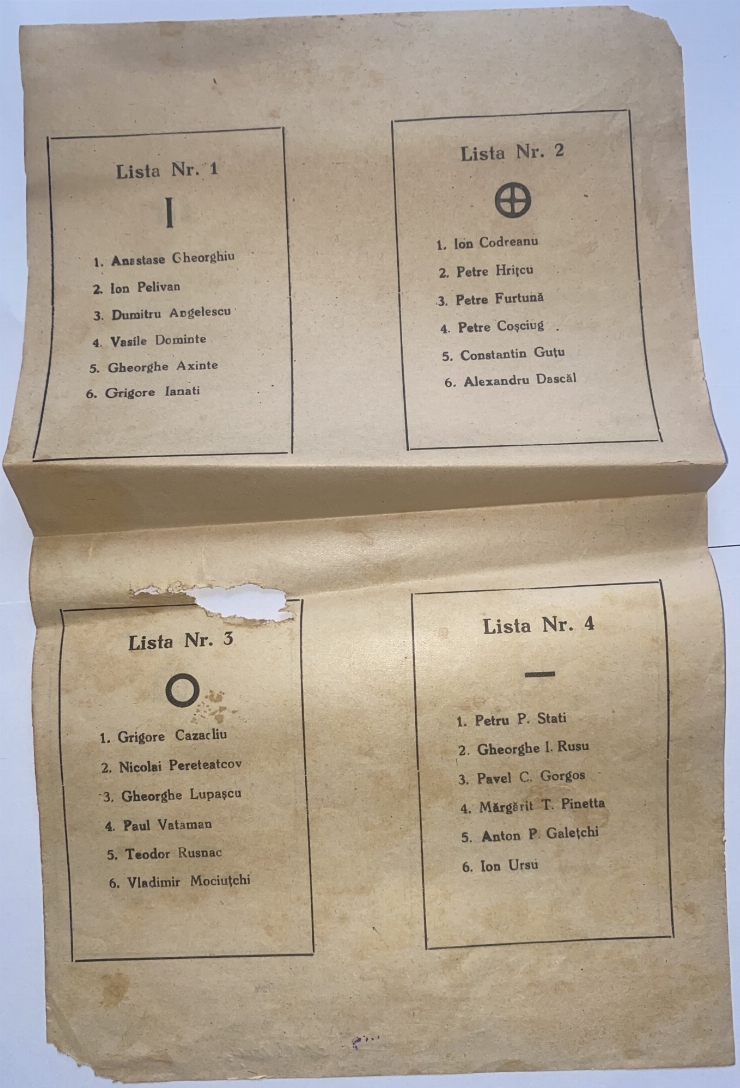 Lista Nr. 1
I
1. Anastase Gheorghiu
2. Ion Pelivan
3. Dumitru Angelescu
4. Vasile Dominte
5. Gheorghe Axinte
6. Grigore Ianati
Lista Nr. 2
1. Ion Codreanu
2. Petre Hrițcu
3. Petre Furtună
4. Petre Coșciug
5. Constantin Guțu
6. Alexandru Dascăl
Lista Nr. 3
1. Grigore Cazacliu
2. Nicolai Pereteatcov
3. Gheorghe Lupașcu
4. Paul Vataman
5. Teodor Rusnac
6. Vladimir Mociuțchi
Lista Nr. 4
1. Petru P. Stati
2. Gheorghe I. Rusu
3. Pavel C. Gorgos
4. Mărgărit T. Pinetta
5. Anton P. Galețchi
6. Ion Ursu